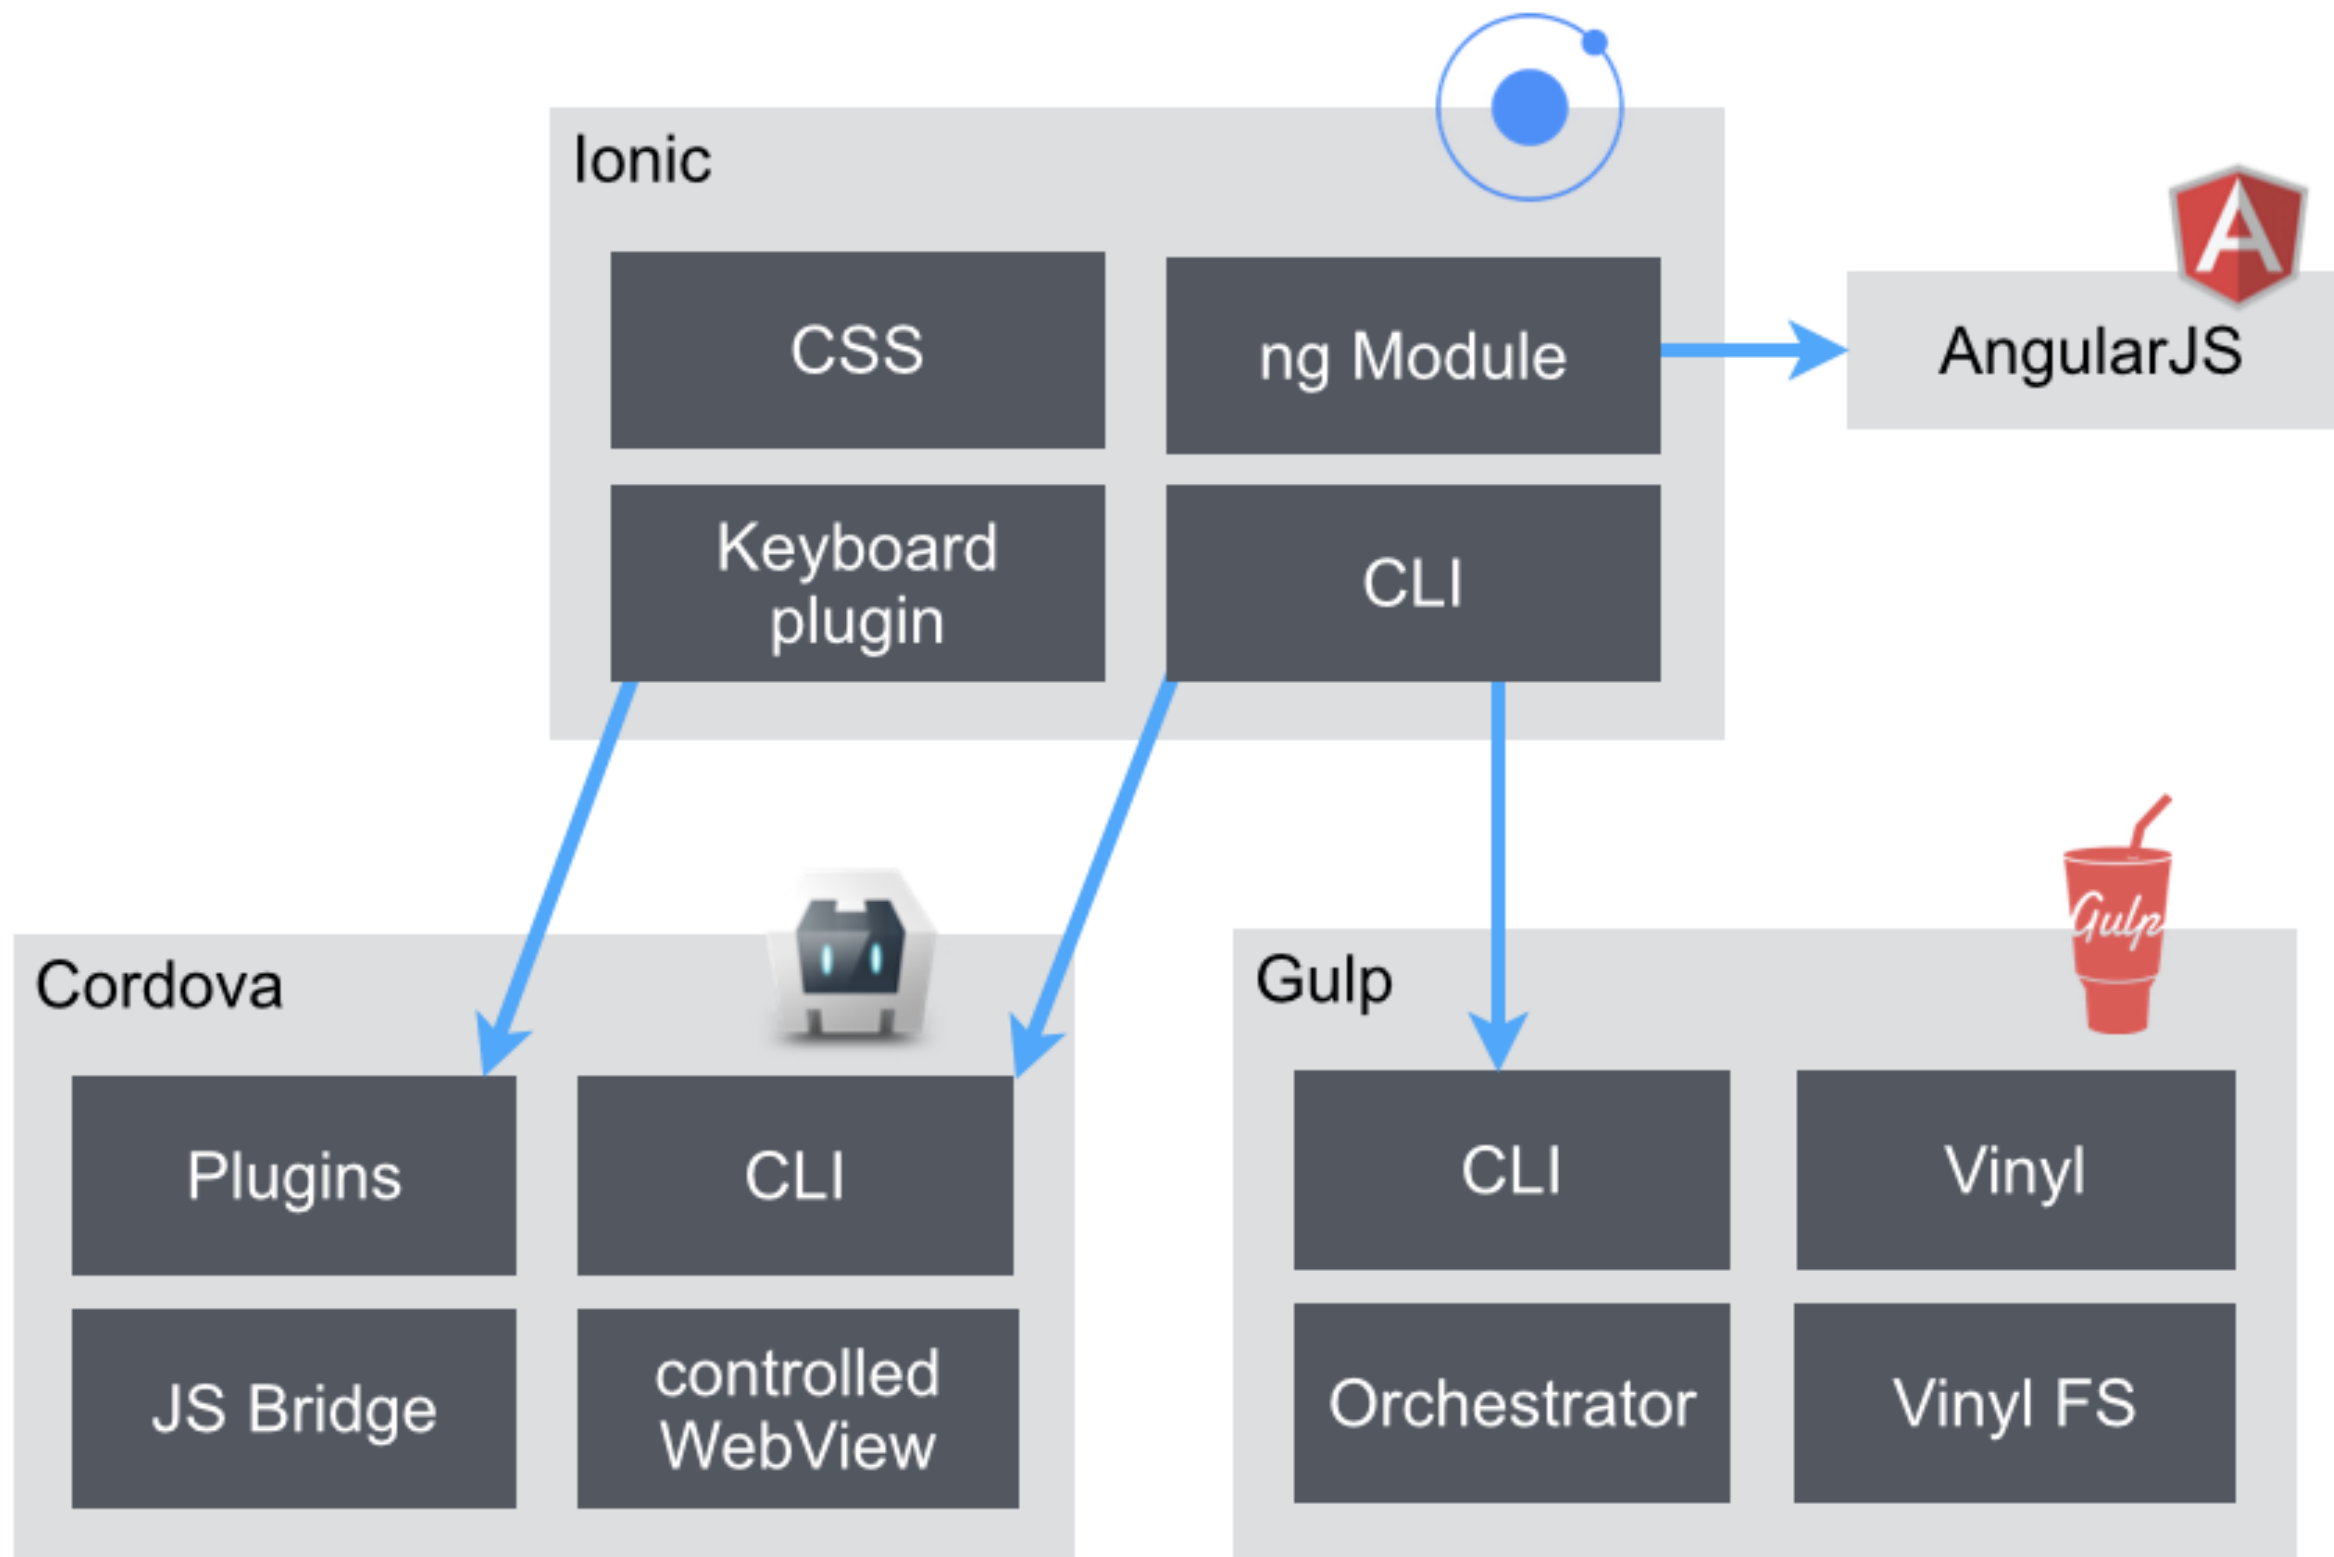 Ionic
CSS
ng Module
AngularJS
Keyboard
plugin
CLI
Cordova
Plugins
CLI
JS Bridge
controlled
WebView
Gulp
Gulp
CLI
Vinyl
Orchestrator
Vinyl FS